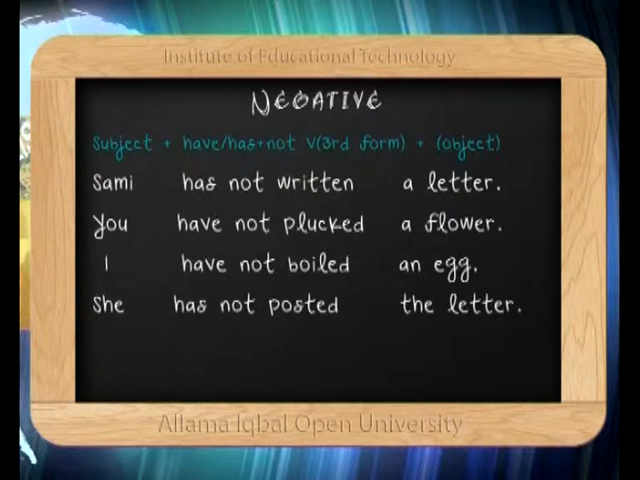 Institute of Educational Technology
NEGATIVE
Subject + have/has+not V(3rd form) + (object)
Sami has not written a letter.
You have not plucked a flower.
I have not boiled an egg.
She has not posted the letter.
Allama Iqbal Open University